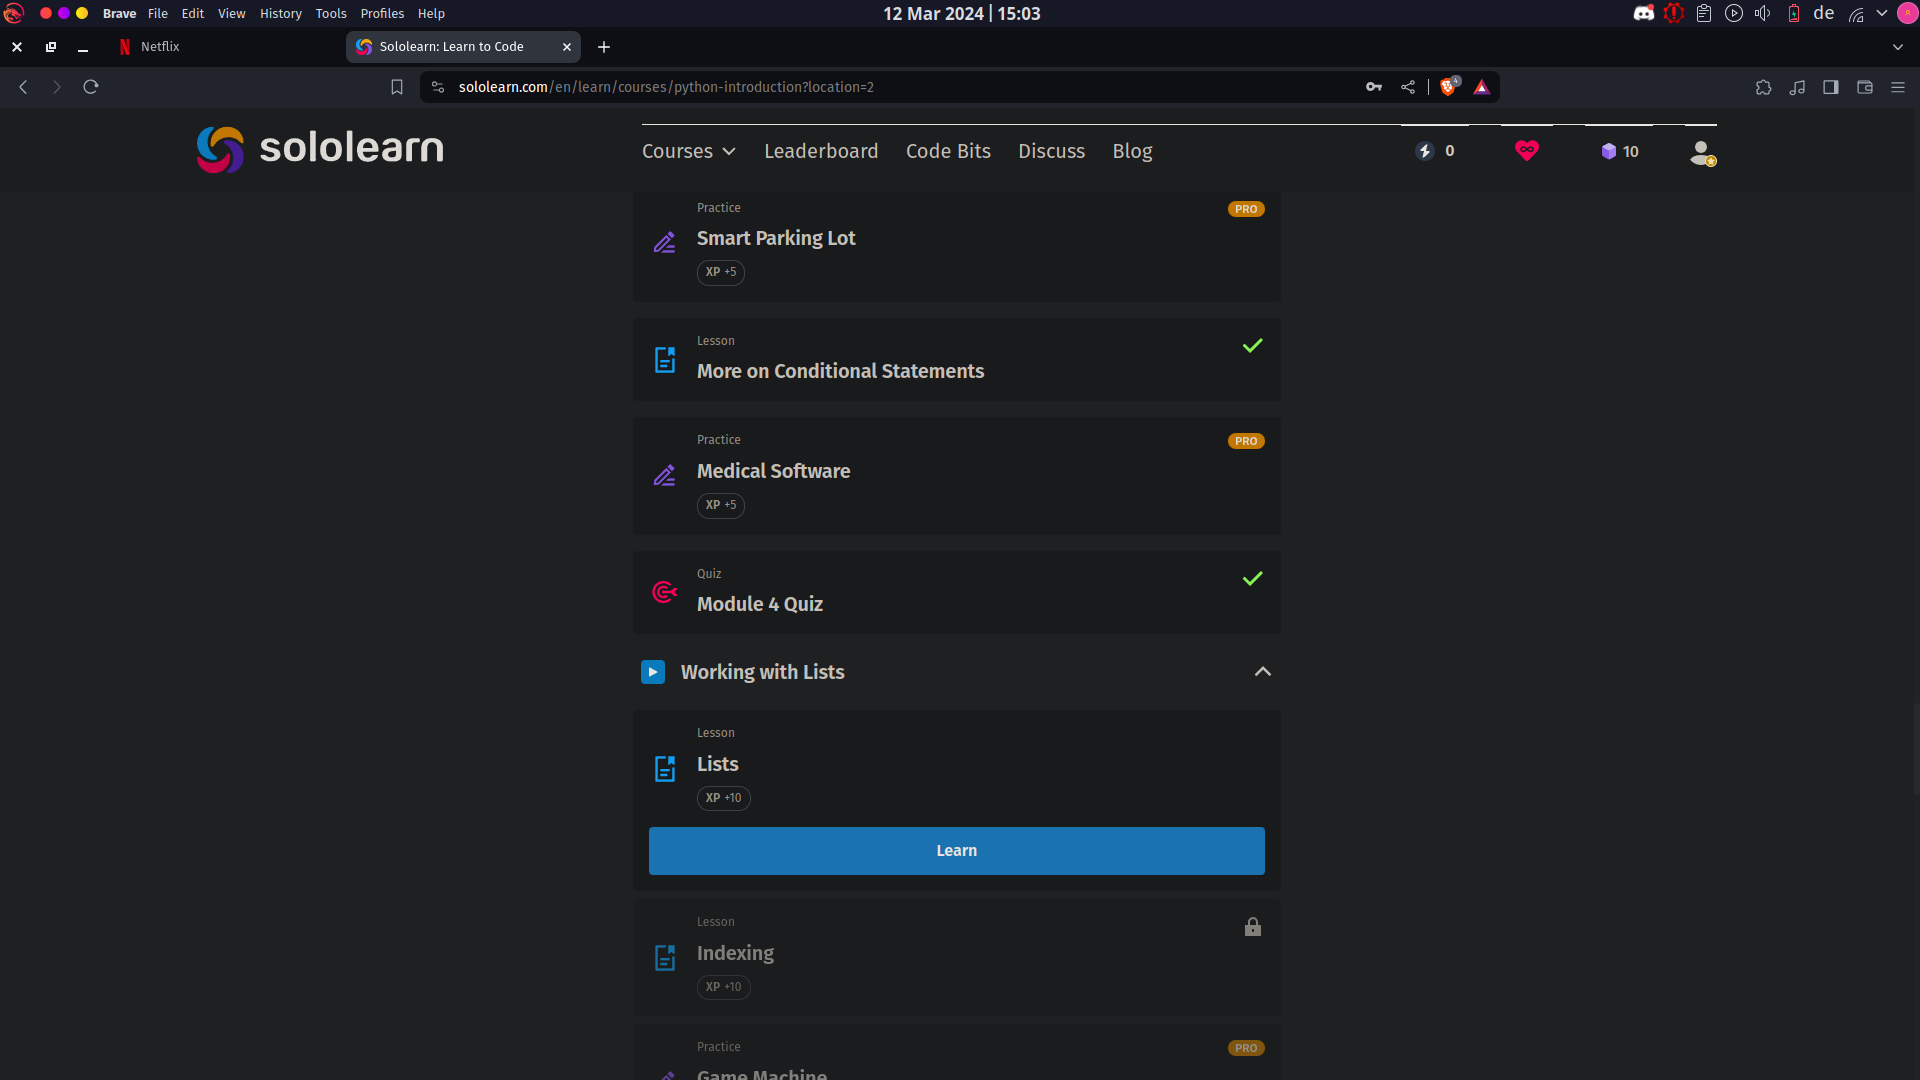 Brave File Edit View History Tools Profiles Help
12 Mar 2024 | 15:03
de
Netflix
Sololearn: Learn to Code
sololearn.com/en/learn/courses/python-introduction?location=2
4
sololearn
Courses Leaderboard Code Bits Discuss Blog
0
10
Practice
PRO
Smart Parking Lot
XP +5
Lesson
More on Conditional Statements
Practice
PRO
Medical Software
XP +5
Quiz
Module 4 Quiz
Working with Lists
Lesson
Lists
XP +10
Learn
Lesson
Indexing
XP +10
Practice
PRO
Game Machine